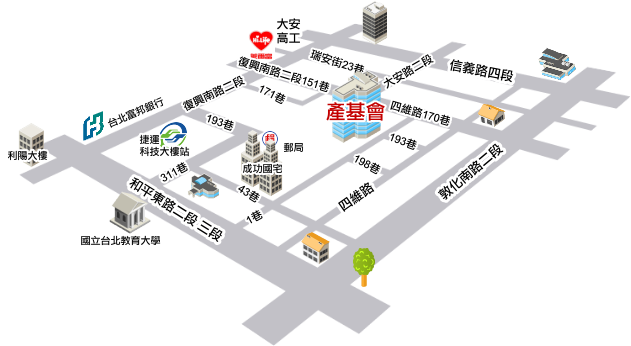 大安
高工
Hi-Life
萊爾富
瑞安街23巷
復興南路二段151巷
大安路二段
信義路四段
171巷
復興南路二段
產基會
四維路170巷
台北富邦銀行
193巷
193巷
捷運
科技大樓站
郵局
利陽大樓
198巷
敦化南路二段
311巷
成功國宅
43巷
四維路
1巷
和平東路二段 三段
國立台北教育大學